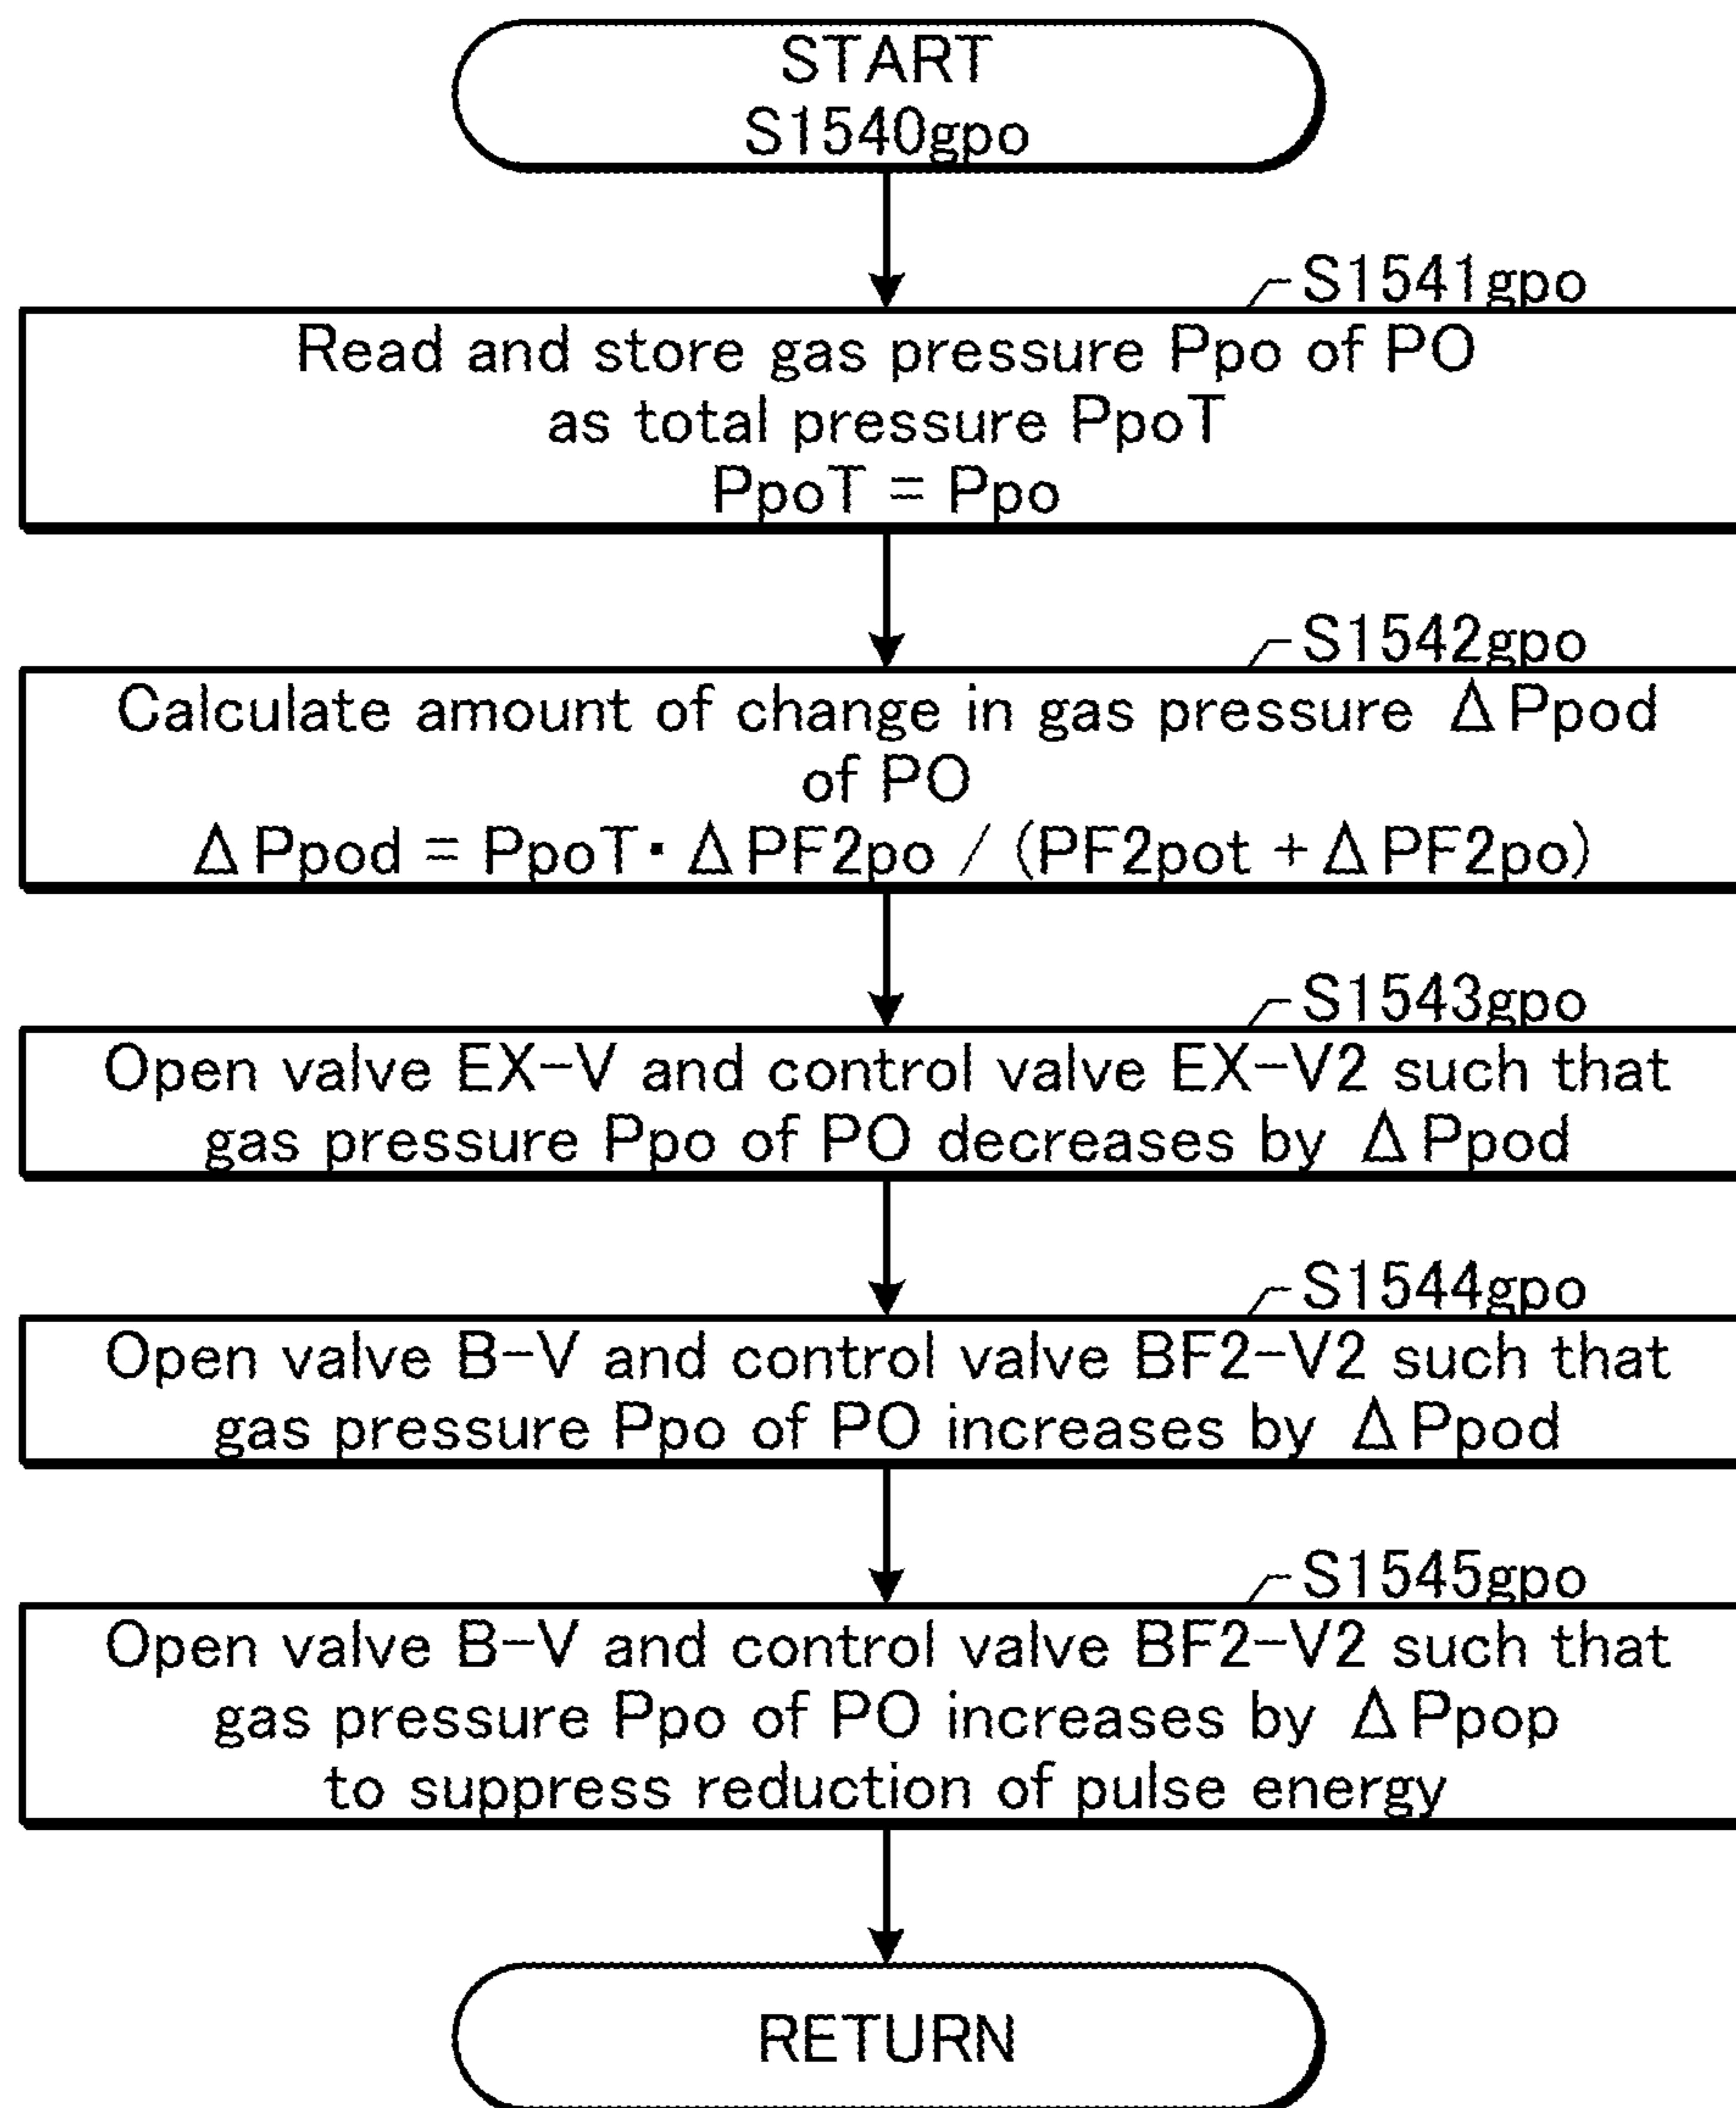 START
S1540gpo
S1541gpo
Read and store gas pressure Ppo of PO
as total pressure PpoT
PpoT = Ppo
S1542gpo
Calculate amount of change in gas pressure ΔPpod
of PO
ΔPpod = PpoT・ΔPF2po / (PF2pot + ΔPF2po)
S1543gpo
Open valve EX-V and control valve EX-V2 such that
gas pressure Ppo of PO decreases by ΔPpod
S1544gpo
Open valve B-V and control valve BF2-V2 such that
gas pressure Ppo of PO increases by ΔPpod
S1545gpo
Open valve B-V and control valve BF2-V2 such that
gas pressure Ppo of PO increases by ΔPpop
to suppress reduction of pulse energy
RETURN